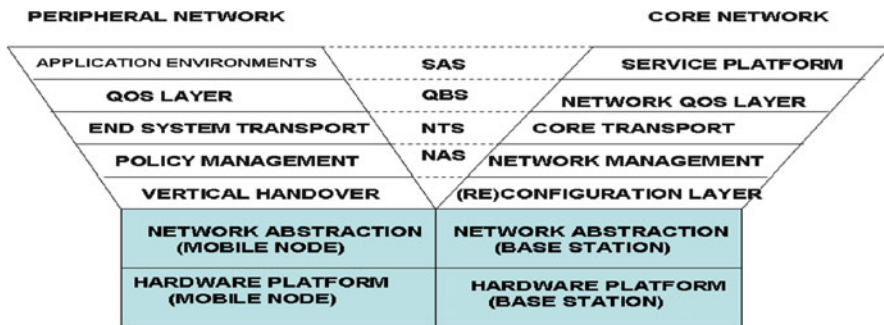 PERIPHERAL NETWORK CORE NETWORK
APPLICATION ENVIRONMENTS SAS SERVICE PLATFORM
QOS LAYER QBS NETWORK QOS LAYER
END SYSTEM TRANSPORT NTS CORE TRANSPORT
POLICY MANAGEMENT NAS NETWORK MANAGEMENT
VERTICAL HANDOVER (RE)CONFIGURATION LAYER
NETWORK ABSTRACTION NETWORK ABSTRACTION
(MOBILE NODE) (BASE STATION)
HARDWARE PLATFORM HARDWARE PLATFORM
(MOBILE NODE) (BASE STATION)